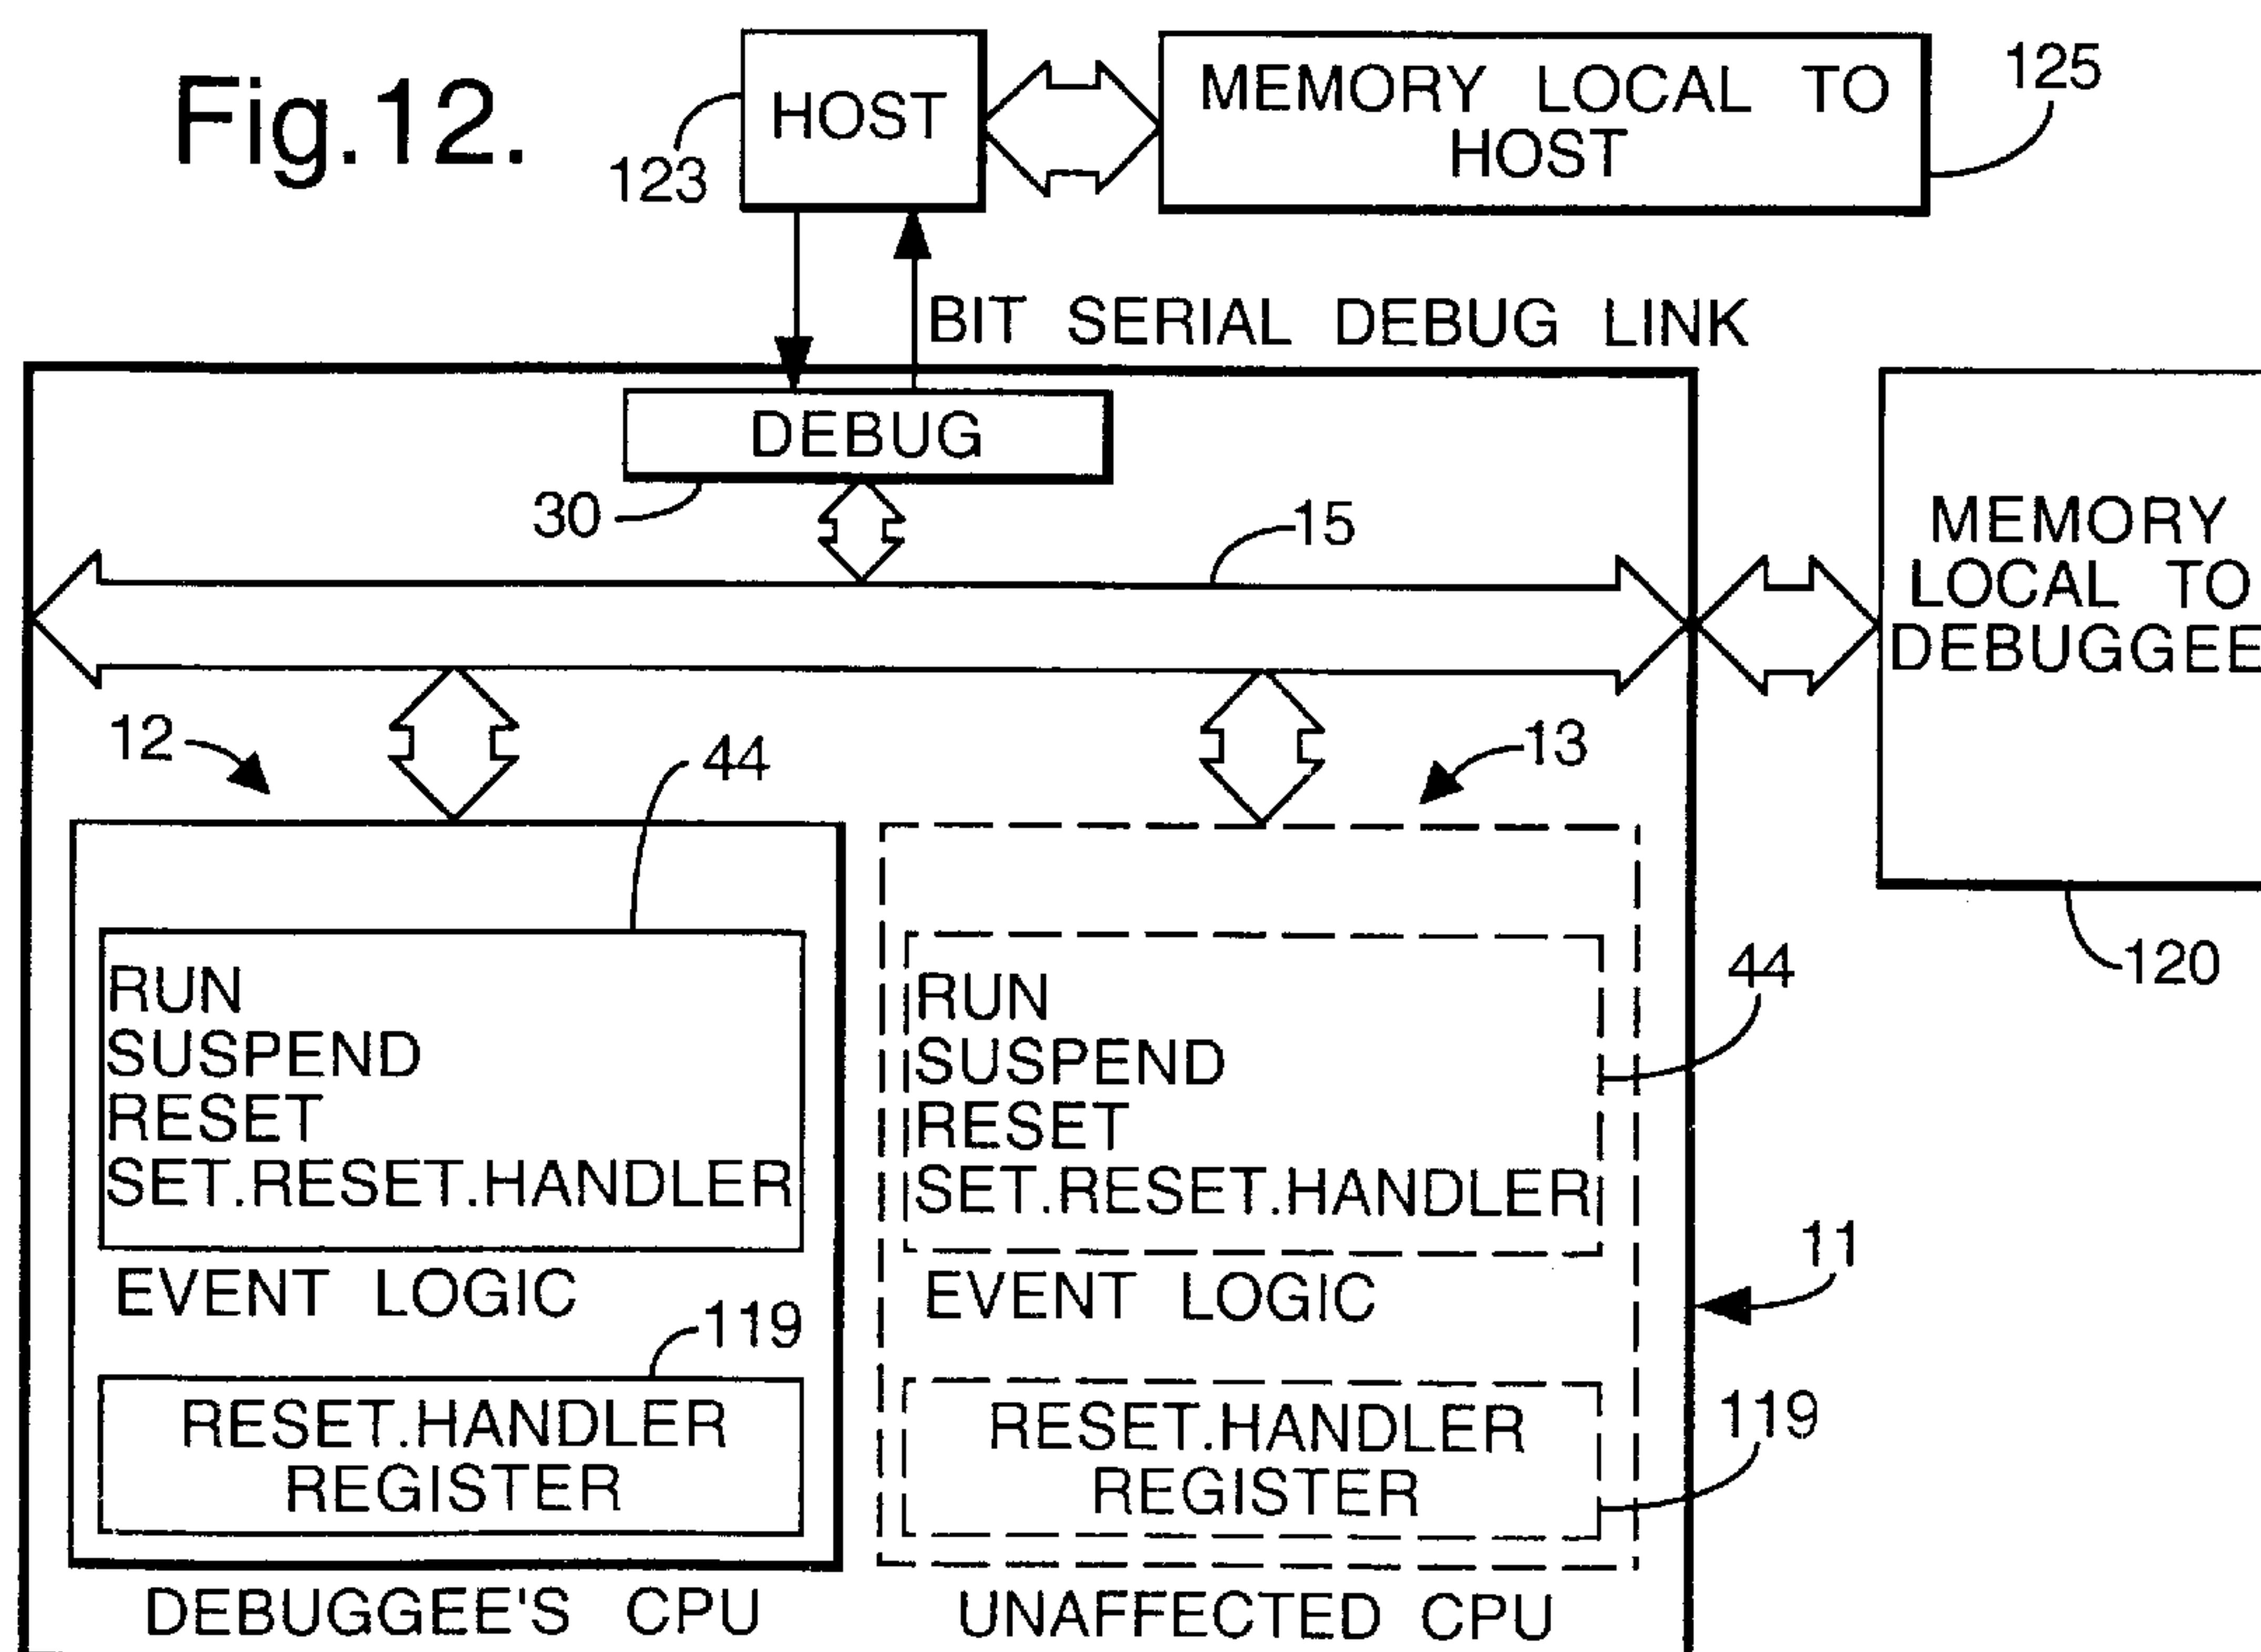 Fig.12.
HOST
123
MEMORY LOCAL TO
HOST
125
BIT SERIAL DEBUG LINK
DEBUG
30
15
MEMORY
LOCAL TO
DEBUGGEE
120
12
44
13
RUN
SUSPEND
RESET
SET.RESET.HANDLER
EVENT LOGIC
119
RESET.HANDLER
REGISTER
DEBUGGEE'S CPU
RUN
SUSPEND
RESET
SET.RESET.HANDLER
44
EVENT LOGIC
11
RESET.HANDLER
REGISTER
119
UNAFFECTED CPU